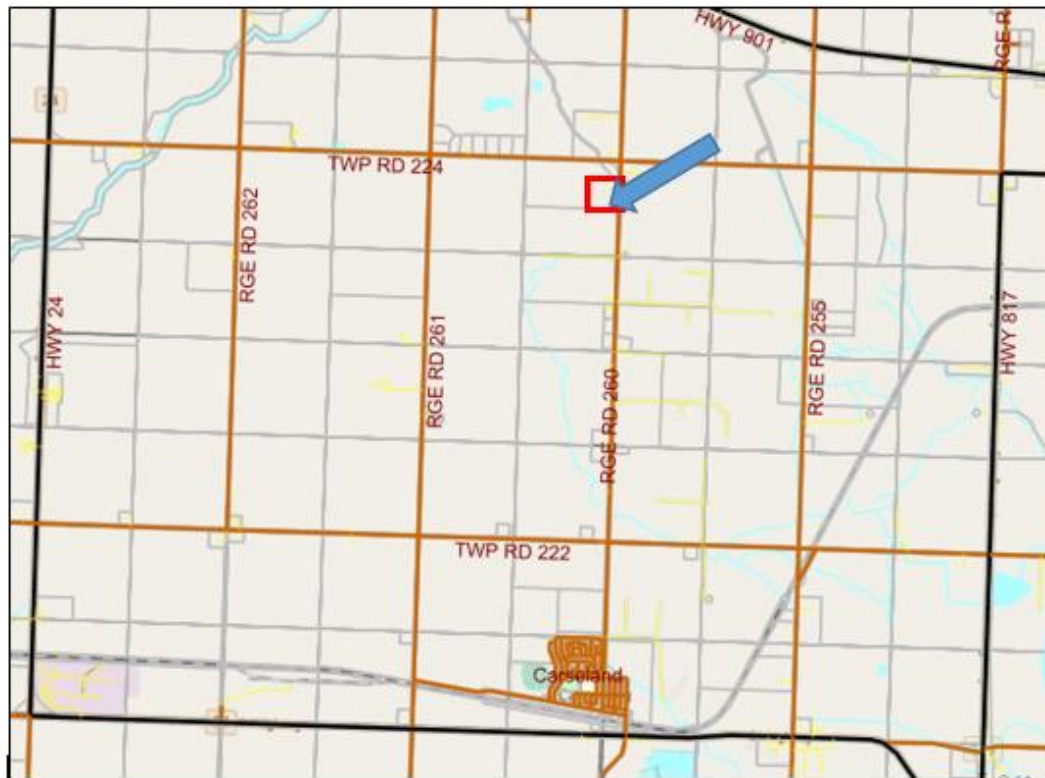 HWY 901
TWP RD 224
RGE RD 262
HWY 24
RGE RD 261
RGE RD 260
RGE RD 255
HWY 817
TWP RD 222
Carseland
RGE R